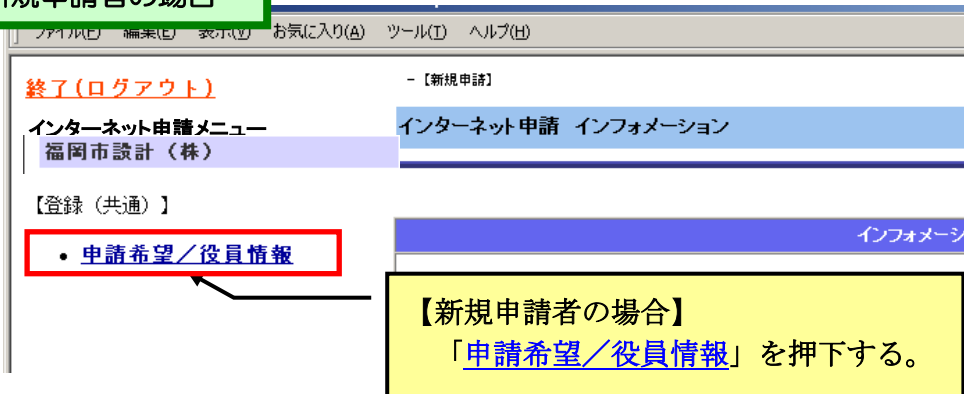 新規申請者の場合
ファイル(F) 編集(E) 表示(V) お気に入り(A) ツール(T) ヘルプ(H)
終了(ログアウト)
－【新規申請】
インターネット申請メニュー
インターネット申請 インフォメーション
福岡市設計（株）
【登録（共通）】
インフォメーシ
• 申請希望／役員情報
【新規申請者の場合】
「申請希望／役員情報」を押下する。